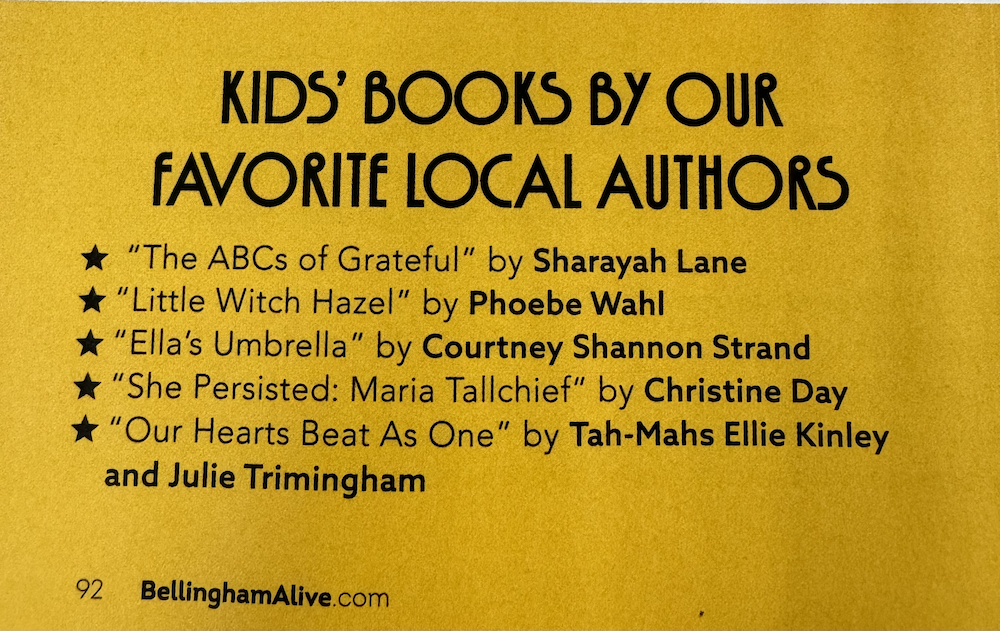 KIDS’ BOOKS BY OUR
FAVORITE LOCAL AUTHORS
★ “The ABCs of Grateful” by Sharayah Lane
★ “Little Witch Hazel” by Phoebe Wahl
★ “Ella’s Umbrella” by Courtney Shannon Strand
★ “She Persisted: Maria Tallchief” by Christine Day
★ “Our Hearts Beat As One” by Tah-Mahs Ellie Kinley
and Julie Trimingham
92 BellinghamAlive.com